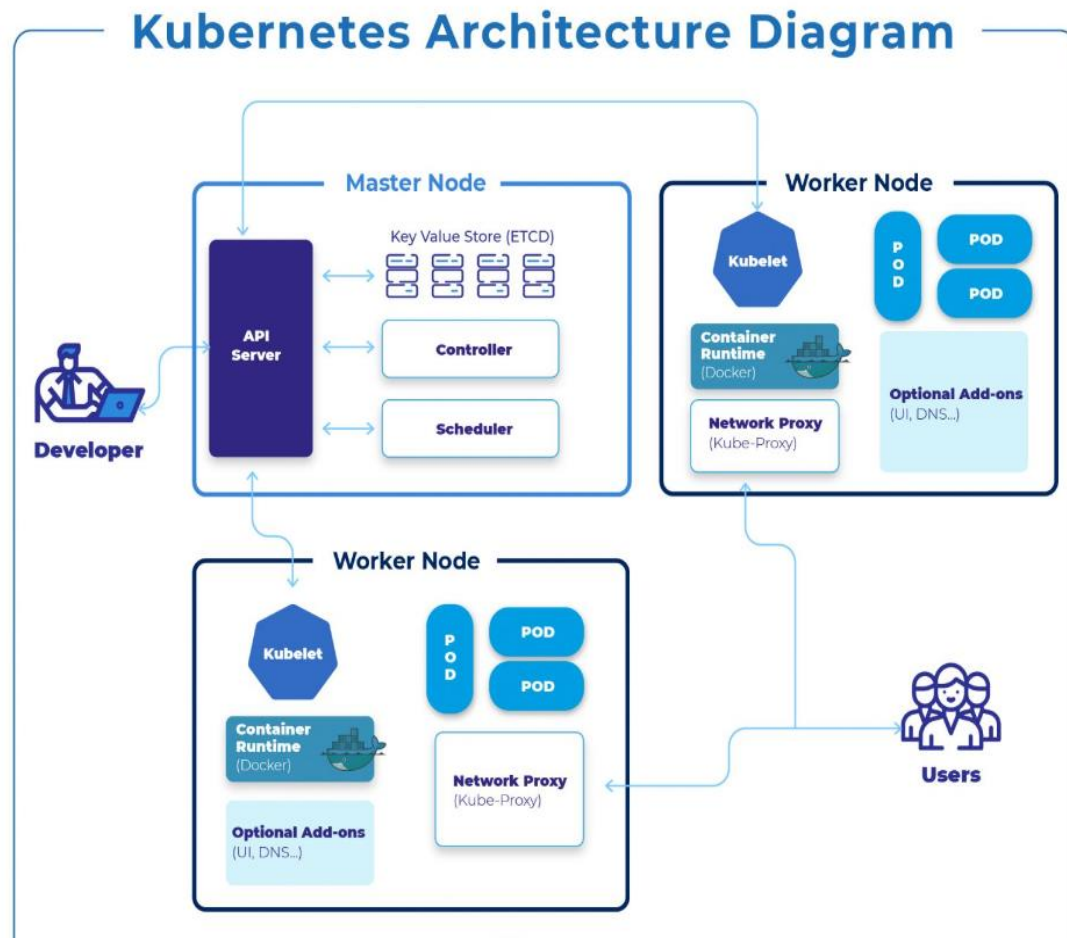 Kubernetes Architecture Diagram
Master Node
Key Value Store (ETCD)
API
Server
Controller
Scheduler
Developer
Worker Node
Kubelet
POD
POD
POD
Container
Runtime
(Docker)
Optional Add-ons
(UI, DNS...)
Network Proxy
(Kube-Proxy)
Worker Node
Kubelet
POD
POD
POD
Container
Runtime
(Docker)
Network Proxy
(Kube-Proxy)
Optional Add-ons
(UI, DNS...)
Users